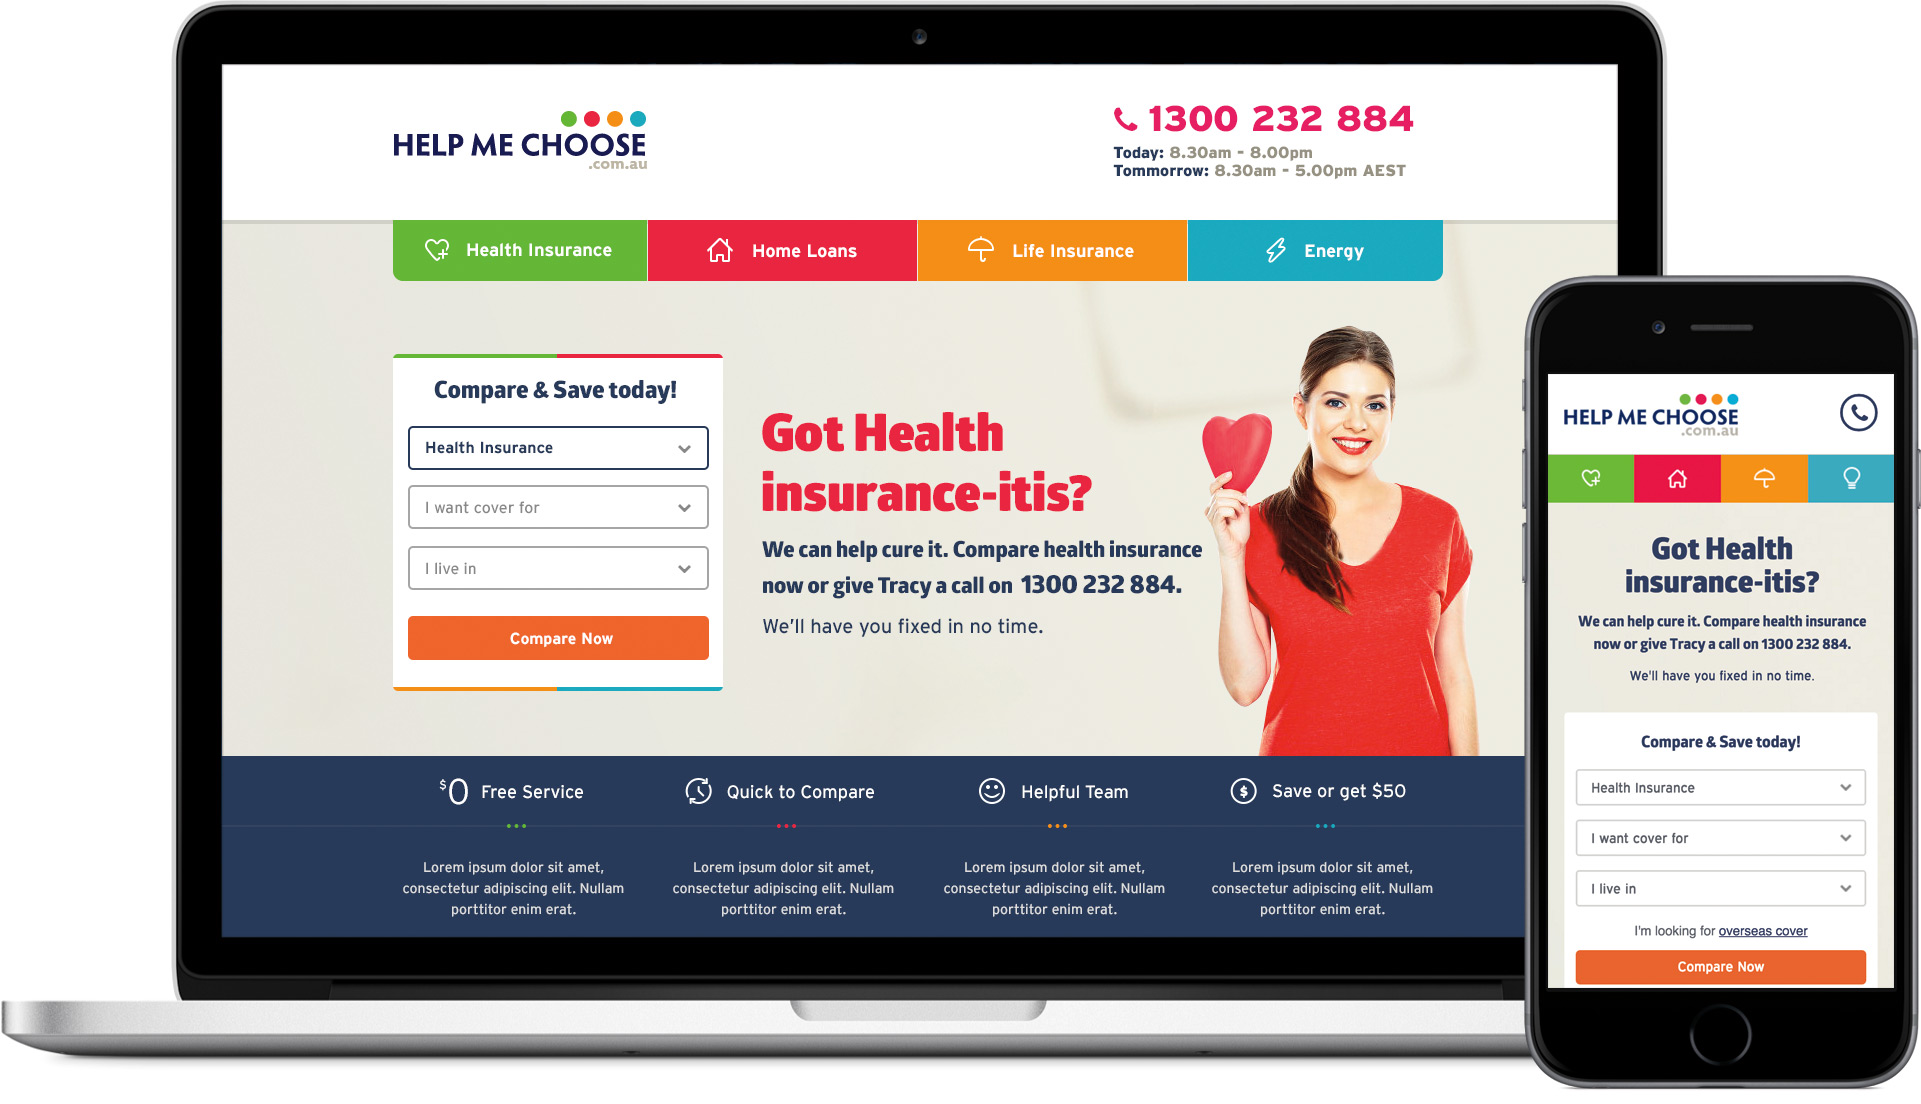 HELP ME CHOOSE
.com.au
1300 232 884
Today: 8.30am - 8.00pm
Tommorrow: 8.30am - 5.00pm AEST
Health Insurance
Home Loans
Life Insurance
Energy
Compare & Save today!
Health Insurance
I want cover for
I live in
Compare Now
Got Health
insurance-itis?
We can help cure it. Compare health insurance
now or give Tracy a call on 1300 232 884.
We'll have you fixed in no time.
$0 Free Service
Quick to Compare
Helpful Team
$ Save or get $50
Lorem ipsum dolor sit amet,
consectetur adipiscing elit. Nullam
porttitor enim erat.
Lorem ipsum dolor sit amet,
consectetur adipiscing elit. Nullam
porttitor enim erat.
Lorem ipsum dolor sit amet,
consectetur adipiscing elit. Nullam
porttitor enim erat.
Lorem ipsum dolor sit amet,
consectetur adipiscing elit. Nullam
porttitor enim erat.
HELP ME CHOOSE
.com.au
Got Health
insurance-itis?
We can help cure it. Compare health insurance
now or give Tracy a call on 1300 232 884.
We'll have you fixed in no time.
Compare & Save today!
Health Insurance
I want cover for
I live in
I'm looking for overseas cover
Compare Now